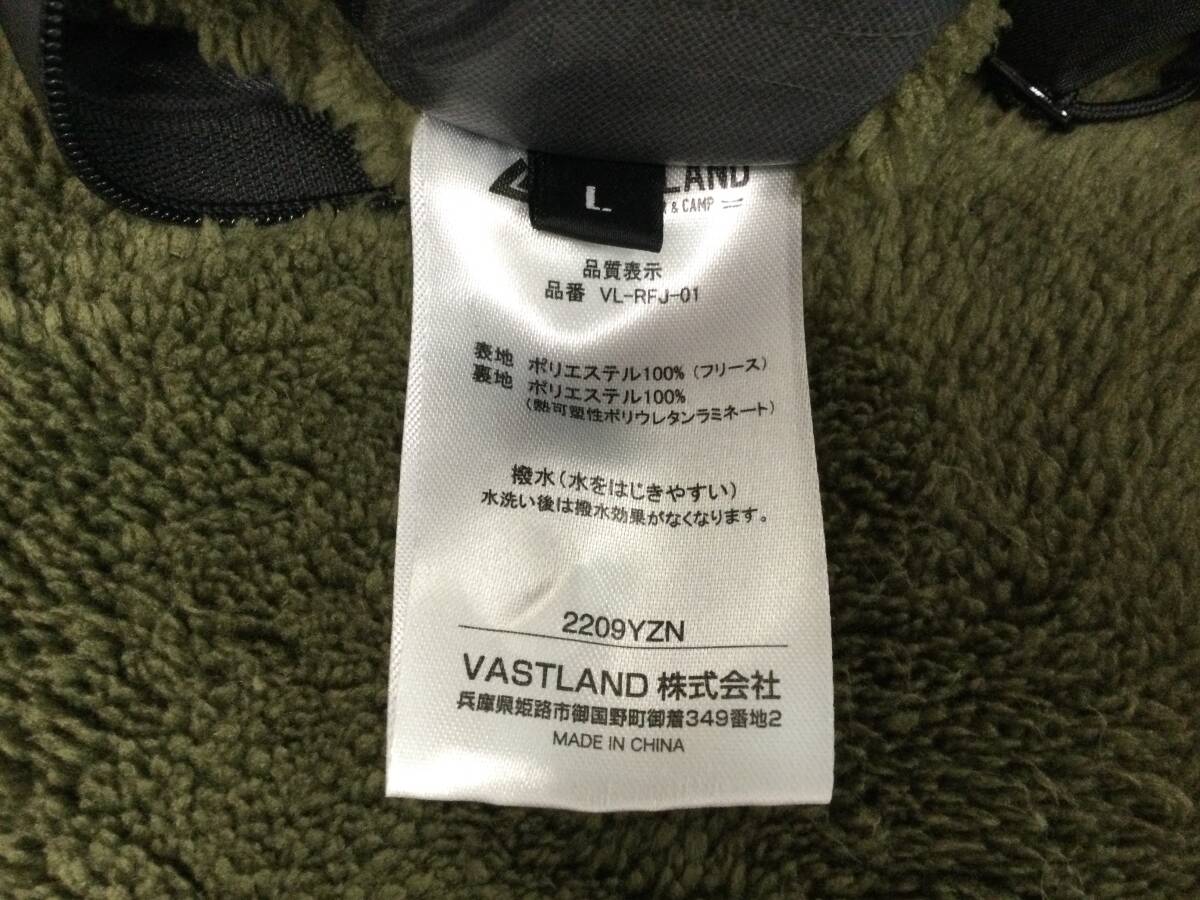 L
LAND
& CAMP
品質表示
品番 VL-RFJ-01
表地 ポリエステル100% (フリース)
裏地 ポリエステル100%
(熱可塑性ポリウレタンラミネート)
撥水(水をはじきやすい)
水洗い後は撥水効果がなくなります。
2209YZN
VASTLAND 株式会社
兵庫県姫路市御国野町御着349番地2
MADE IN CHINA